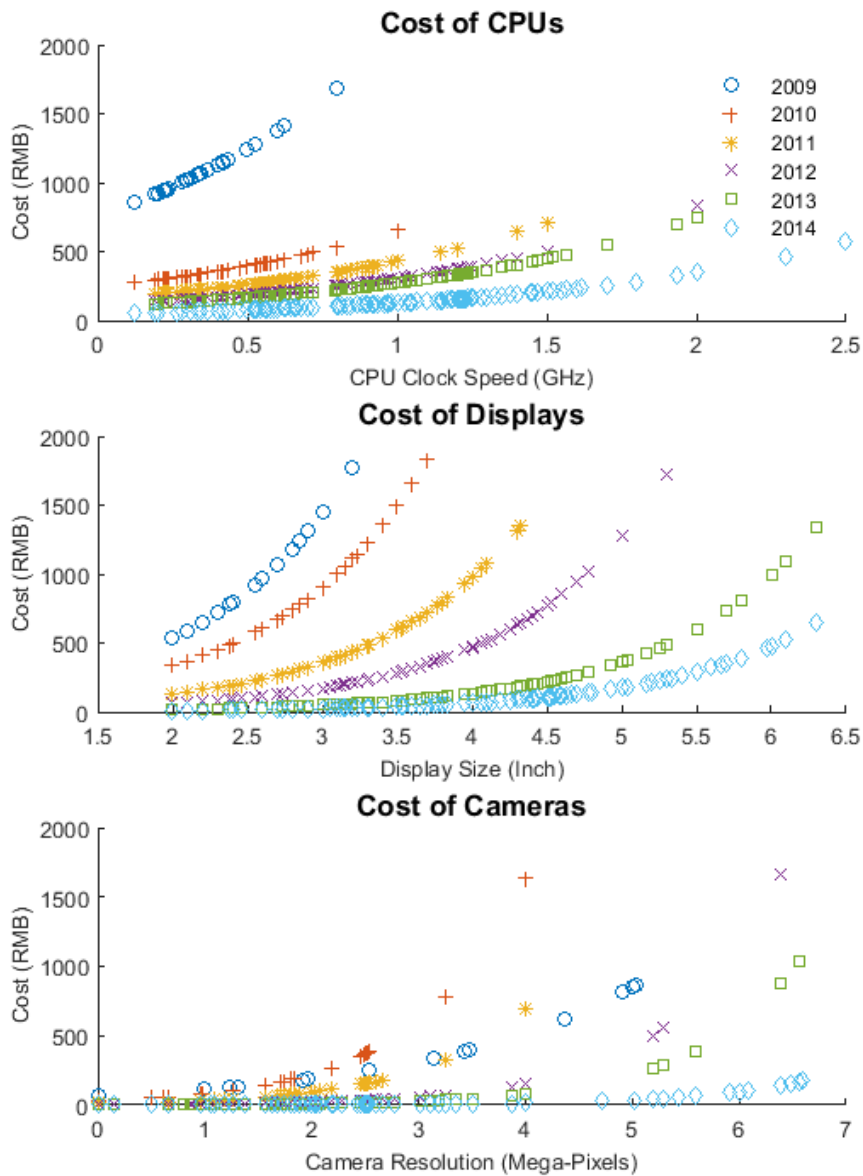 Cost of CPUs
2000
1500
1000
500
0
Cost (RMB)
2009
2010
2011
2012
2013
2014
0 0.5 1 1.5 2 2.5
CPU Clock Speed (GHz)
Cost of Displays
2000
1500
1000
500
0
Cost (RMB)
1.5 2 2.5 3 3.5 4 4.5 5 5.5 6 6.5
Display Size (Inch)
Cost of Cameras
2000
1500
1000
500
0
Cost (RMB)
0 1 2 3 4 5 6 7
Camera Resolution (Mega-Pixels)